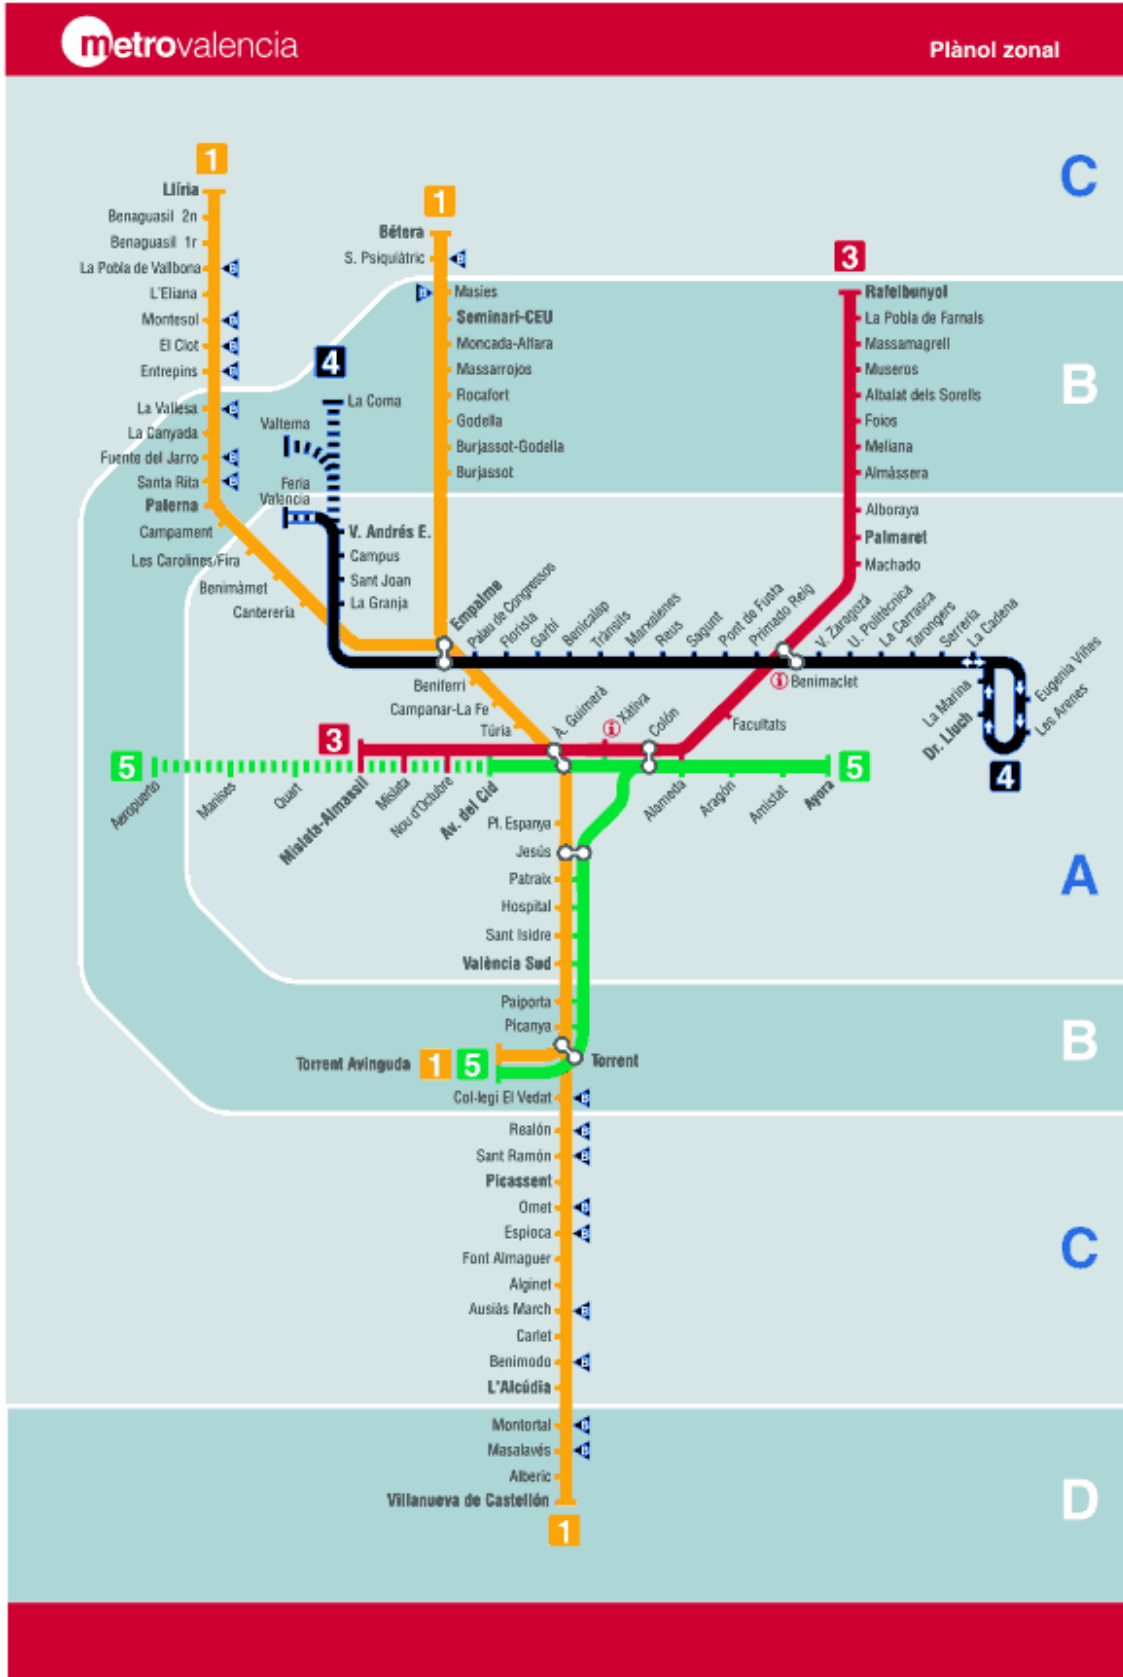 metrovalencia
Plànol zonal
C
1
Llíria
Benaguasil 2n
Benaguasil 1r
La Pobla de Vallbona
L'Eliana
Montesol
El Clot
Entrepins
La Vallesa
La Canyada
Fuente del Jarro
Santa Rita
Paterna
Campament
Les Carolines/Fira
Benimàmet
Cantereria
1
Bétera
S. Psiquiàtric
Masies
Seminari-CEU
Moncada-Alfara
Massarrojos
Rocafort
Godella
Burjassot-Godella
Burjassot
3
Rafelbunyol
La Pobla de Farnals
Massamagrell
Museros
Albalat dels Sorells
Foios
Meliana
Almàssera
Alboraya
Palmaret
Machado
B
4
La Coma
Valterna
Feria
Valencia
V. Andrés E.
Campus
Sant Joan
La Granja
Empalme
Palau de Congressos
Florista
Garbí
Benicalap
Trànsits
Marxalenes
Reus
Sagunt
Pont de Fusta
Primado Reig
V. Zaragozá
U. Politècnica
La Carrasca
Tarongers
Serrería
La Cadena
Eugenia Viñes
Les Arenes
La Marina
Dr. Lluch
4
Benimaclet
Facultats
Beniferri
Campanar-La Fe
Túria
À. Guimerà
Xàtiva
Colón
3
5
Aeropuerto
Manises
Quart
Mislata-Almassil
Mislata
Nou d'Octubre
Av. del Cid
Alameda
Aragón
Amistat
Ayora
5
A
Pl. Espanya
Jesús
Patraix
Hospital
Sant Isidre
València Sud
Paiporta
Picanya
B
Torrent Avinguda
1
5
Torrent
Col·legi El Vedat
Realón
Sant Ramón
Picassent
Omet
Espioca
Font Almaguer
Alginet
Ausiàs March
Carlet
Benimodo
L'Alcúdia
C
Montortal
Masalavés
Alberic
Villanueva de Castellón
D
1